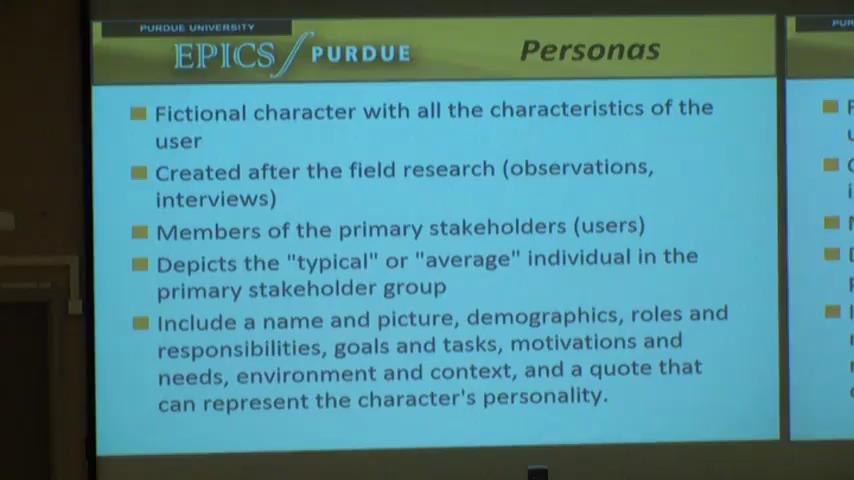 PURDUE UNIVERSITY
EPICS PURDUE
Personas
Fictional character with all the characteristics of the
user
Created after the field research (observations,
interviews)
Members of the primary stakeholders (users)
Depicts the "typical" or "average" individual in the
primary stakeholder group
Include a name and picture, demographics, roles and
responsibilities, goals and tasks, motivations and
needs, environment and context, and a quote that
can represent the character's personality.
PUR